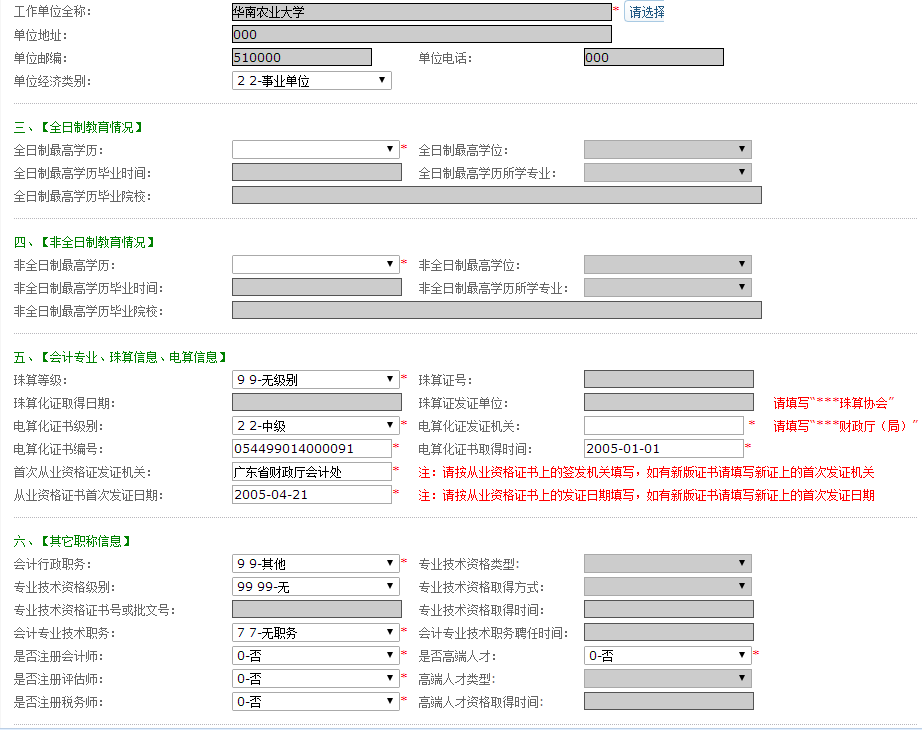 工作单位全称: 华南农业大学 * 请选择
单位地址: 000
单位邮编: 510000 单位电话: 000
单位经济类别: 2 2-事业单位
三、【全日制教育情况】
全日制最高学历: * 全日制最高学位:
全日制最高学历毕业时间: 全日制最高学历所学专业:
全日制最高学历毕业院校:
四、【非全日制教育情况】
非全日制最高学历: * 非全日制最高学位:
非全日制最高学历毕业时间: 非全日制最高学历所学专业:
非全日制最高学历毕业院校:
五、【会计专业、珠算信息、电算信息】
珠算等级: 9 9-无级别 * 珠算证号:
珠算化证取得日期: 珠算证发证单位: 请填写"***珠算协会"
电算化证书级别: 2 2-中级 * 电算化证发证机关: * 请填写"***财政厅（局）"
电算化证书编号: 054499014000091 * 电算化证书取得时间: 2005-01-01 *
首次从业资格证发证机关: 广东省财政厅会计处 * 注：请按从业资格证书上的签发机关填写，如有新版证书请填写新证上的首次发证机关
从业资格证书首次发证日期: 2005-04-21 * 注：请按从业资格证书上的发证日期填写，如有新版证书请填写新证上的首次发证日期
六、【其它职称信息】
会计行政职务: 9 9-其他 * 专业技术资格类型:
专业技术资格级别: 99 99-无 专业技术资格取得方式:
专业技术资格证书号或批文号: 专业技术资格取得时间:
会计专业技术职务: 7 7-无职务 * 会计专业技术职务聘任时间:
是否注册会计师: 0-否 * 是否高端人才: 0-否 *
是否注册评估师: 0-否 * 高端人才类型:
是否注册税务师: 0-否 * 高端人才资格取得时间: